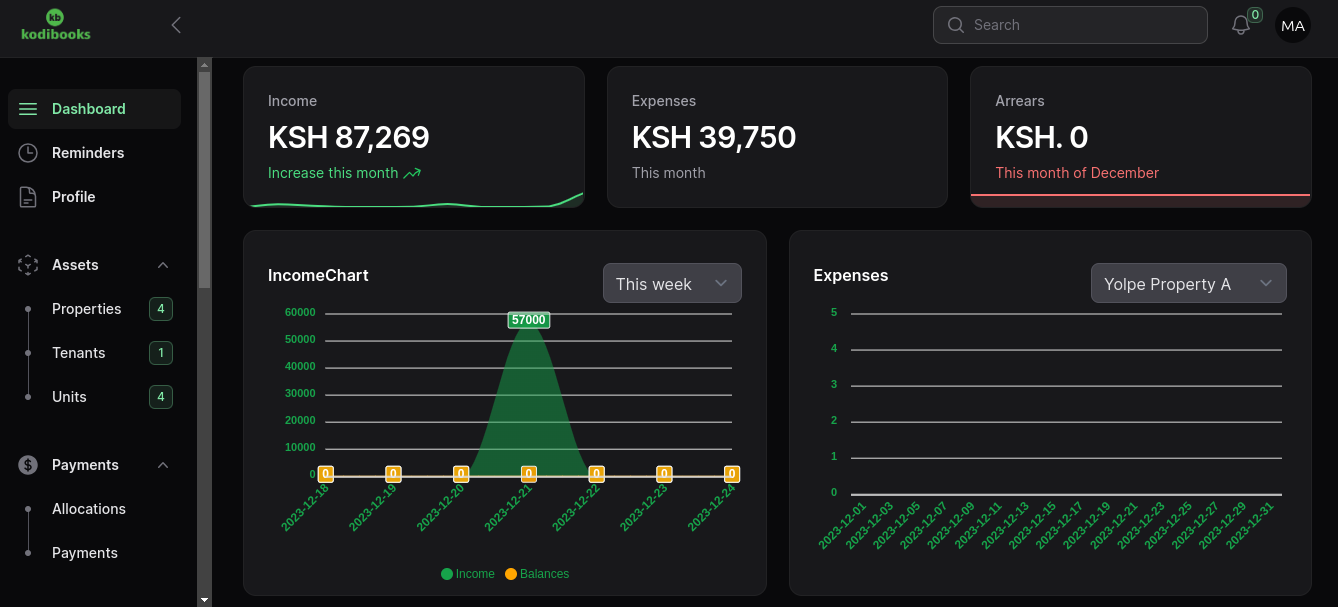 kb
kodibooks
Search
0
MA
Dashboard
Reminders
Profile
Assets
Properties 4
Tenants 1
Units 4
Payments
Allocations
Payments
Income
KSH 87,269
Increase this month
Expenses
KSH 39,750
This month
Arrears
KSH. 0
This month of December
IncomeChart
This week
60000
50000
40000
30000
20000
10000
0
57000
0 0 0 0 0 0 0
2023-12-18 2023-12-19 2023-12-20 2023-12-21 2023-12-22 2023-12-23 2023-12-24
Income Balances
Expenses
Yolpe Property A
5
4
3
2
1
0
2023-12-01 2023-12-03 2023-12-05 2023-12-07 2023-12-09 2023-12-11 2023-12-13 2023-12-15 2023-12-17 2023-12-19 2023-12-21 2023-12-23 2023-12-25 2023-12-27 2023-12-29 2023-12-31